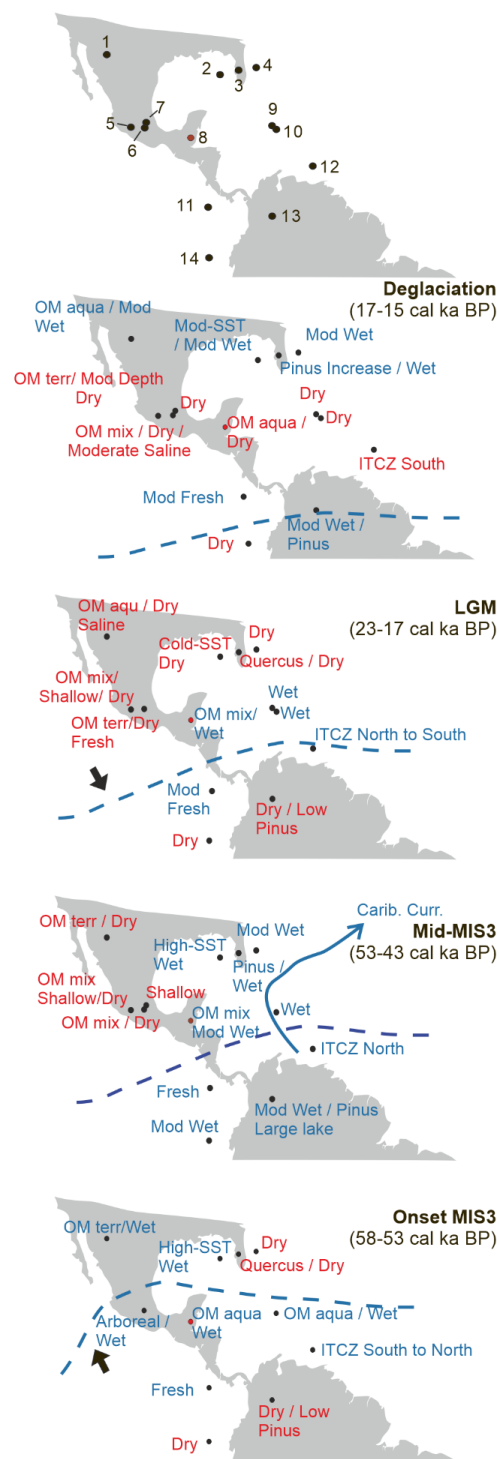 1
2
3
4
5
6
7
8
9
10
11
12
13
14
Deglaciation
(17-15 cal ka BP)
OM aqua / Mod
Wet
Mod-SST
/ Mod Wet
Mod Wet
Pinus Increase / Wet
OM terr/ Mod Depth
Dry
Dry
OM mix / Dry /
Moderate Saline
OM aqua /
Dry
Dry
Dry
ITCZ South
Mod Fresh
Mod Wet /
Pinus
Dry
LGM
(23-17 cal ka BP)
OM aqu / Dry
Saline
Cold-SST
Dry
Dry
Quercus / Dry
OM mix/
Shallow/ Dry
OM terr/Dry
Fresh
OM mix/
Wet
Wet
Wet
ITCZ North to South
Mod
Fresh
Dry / Low
Pinus
Dry
Carib. Curr.
Mid-MIS3
(53-43 cal ka BP)
OM terr / Dry
High-SST
Wet
Mod Wet
Pinus /
Wet
OM mix
Shallow/Dry
Shallow
OM mix / Dry
OM mix
Mod Wet
Wet
ITCZ North
Fresh
Mod Wet / Pinus
Large lake
Mod Wet
Onset MIS3
(58-53 cal ka BP)
OM terr/Wet
High-SST
Wet
Dry
Quercus / Dry
Arboreal /
Wet
OM aqua
Wet
OM aqua / Wet
ITCZ South to North
Fresh
Dry / Low
Pinus
Dry